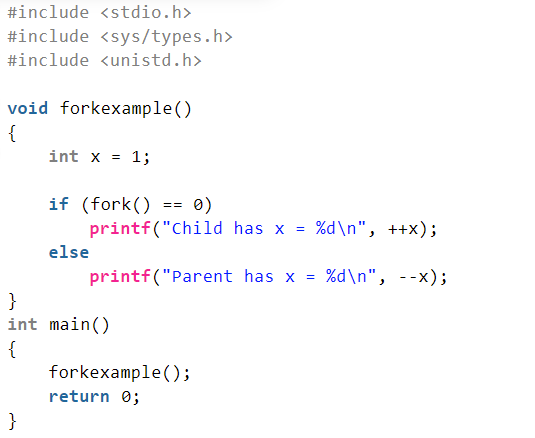 #include <stdio.h>
#include <sys/types.h>
#include <unistd.h>

void forkexample()
{
    int x = 1;

    if (fork() == 0)
        printf("Child has x = %d\n", ++x);
    else
        printf("Parent has x = %d\n", --x);
}
int main()
{
    forkexample();
    return 0;
}